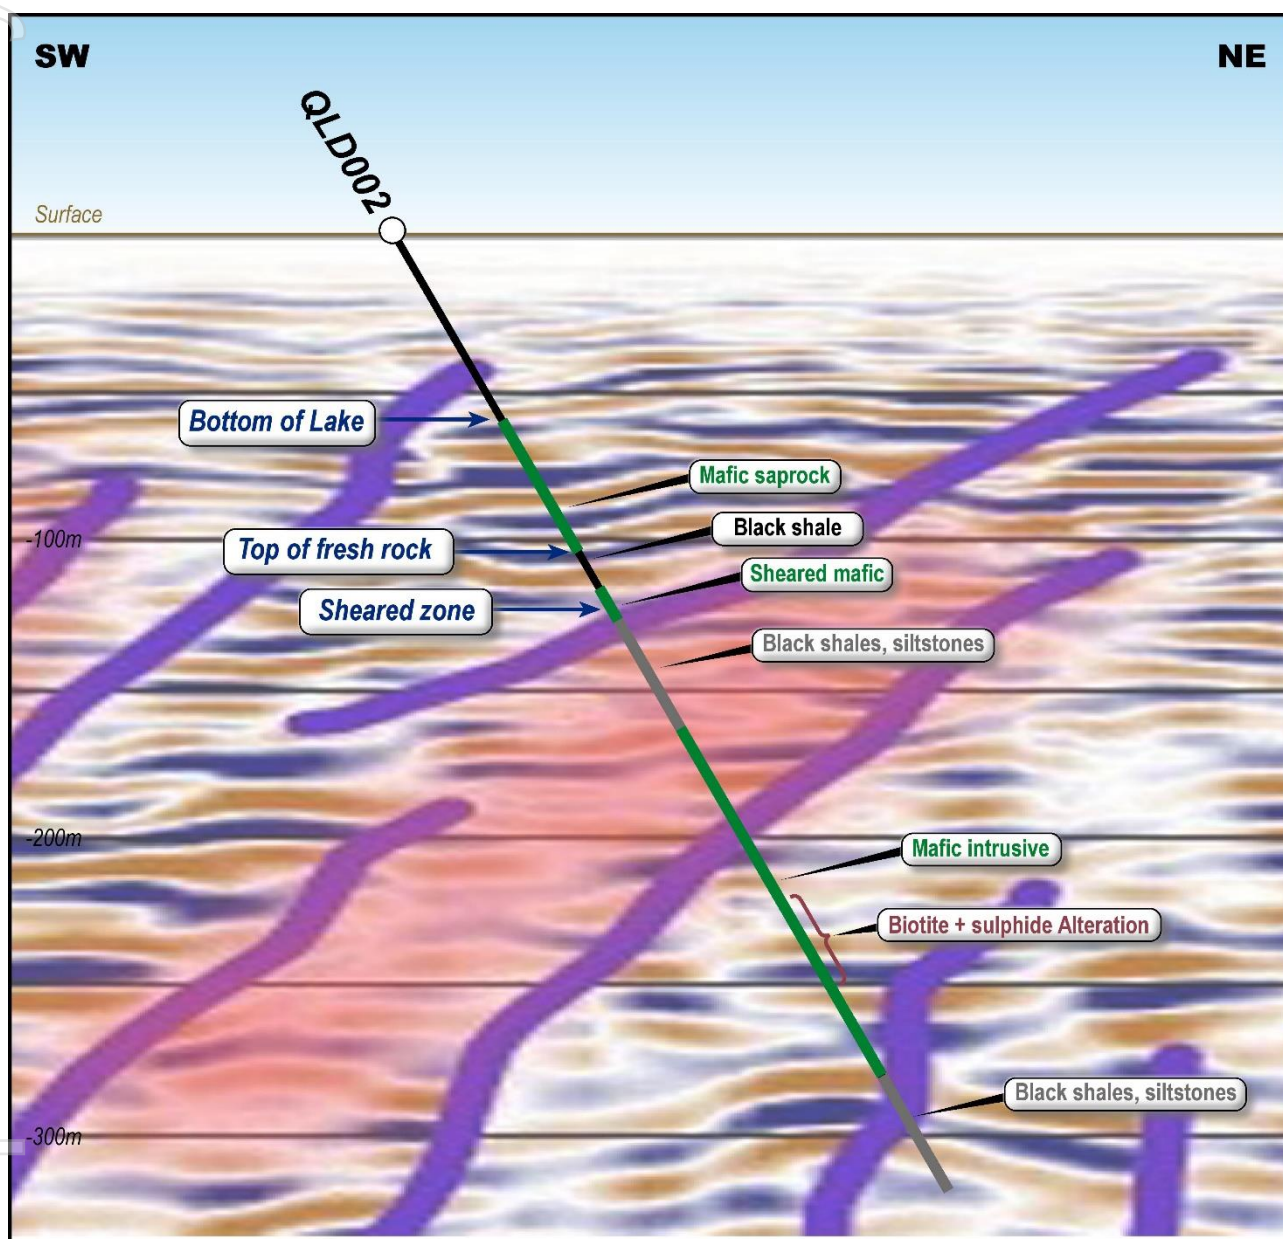 SW
NE
QLD002
Surface
Bottom of Lake
Mafic saprock
-100m
Top of fresh rock
Black shale
Sheared mafic
Sheared zone
Black shales, siltstones
-200m
Mafic intrusive
Biotite + sulphide Alteration
Black shales, siltstones
-300m